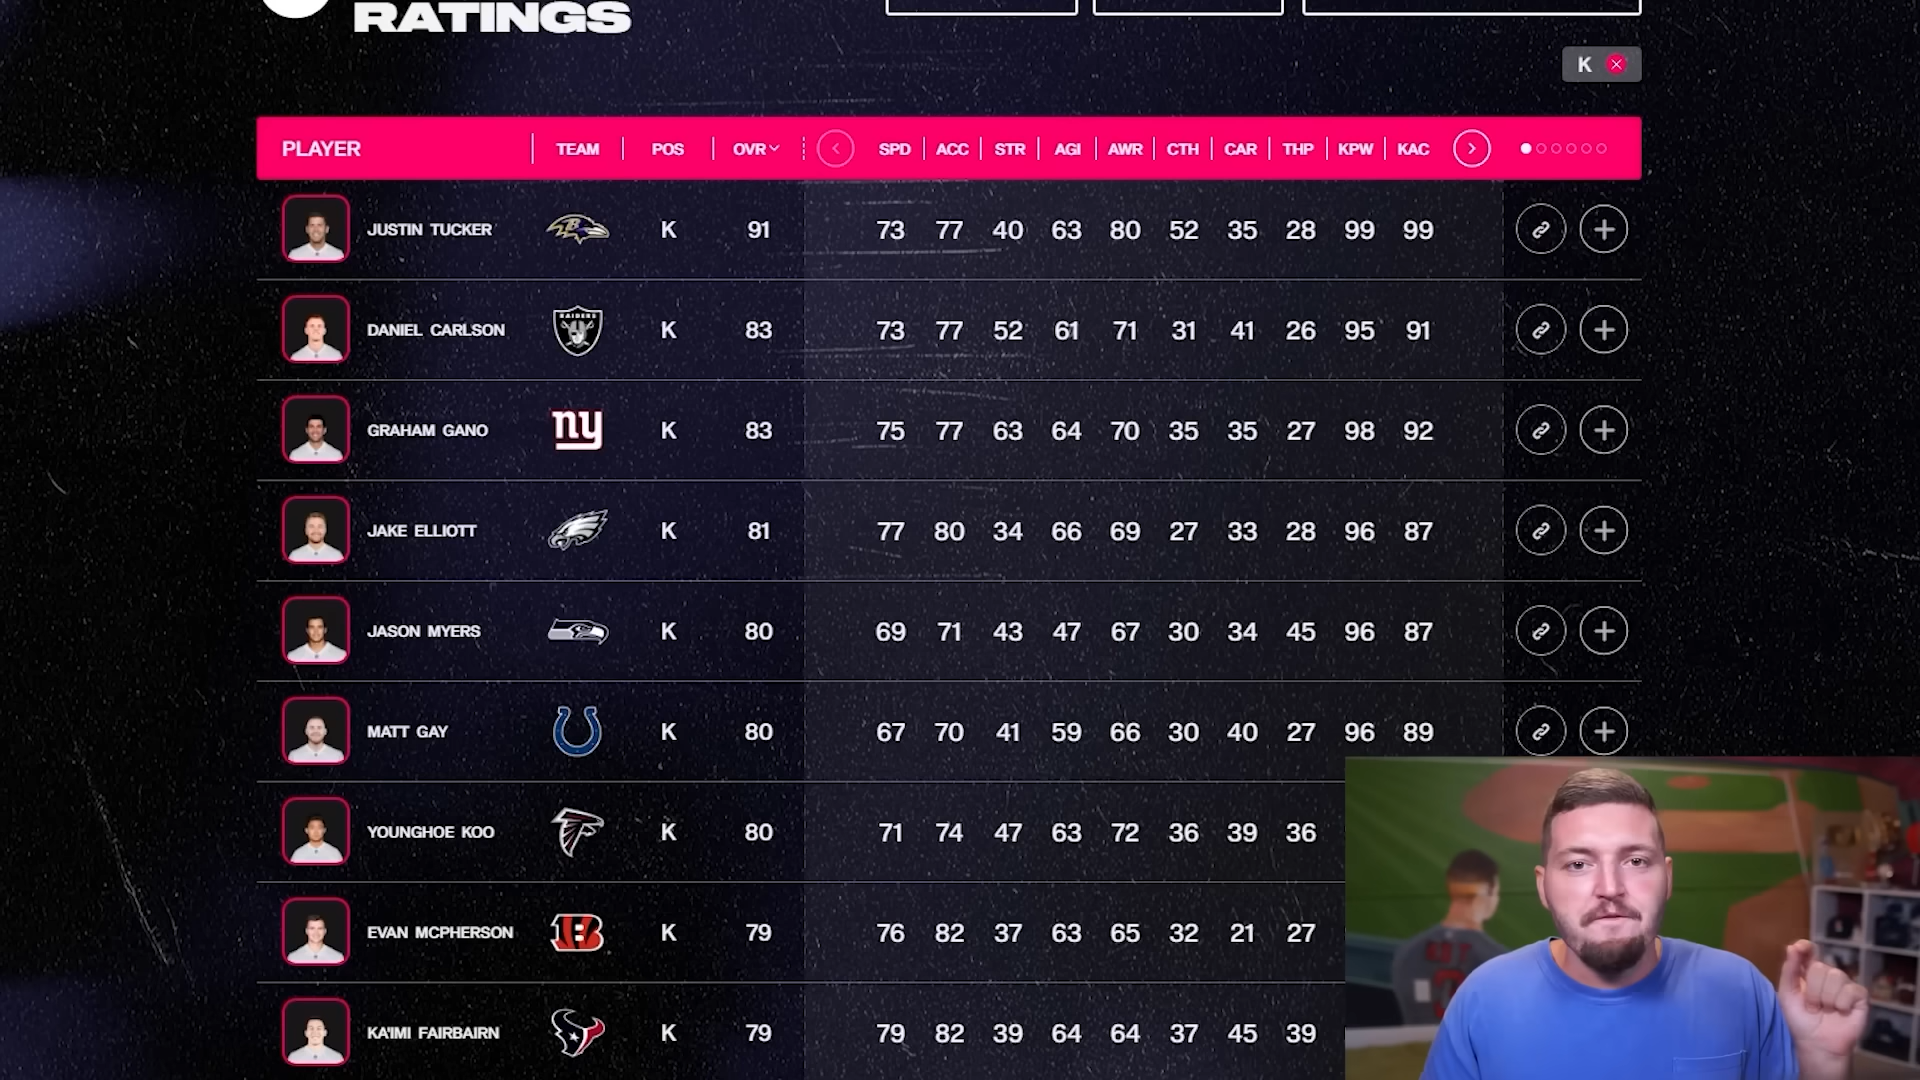 RATINGS
K
PLAYER TEAM POS OVR SPD ACC STR AGI AWR CTH CAR THP KPW KAC
JUSTIN TUCKER K 91 73 77 40 63 80 52 35 28 99 99
DANIEL CARLSON RAIDERS K 83 73 77 52 61 71 31 41 26 95 91
GRAHAM GANO ny K 83 75 77 63 64 70 35 35 27 98 92
JAKE ELLIOTT K 81 77 80 34 66 69 27 33 28 96 87
JASON MYERS K 80 69 71 43 47 67 30 34 45 96 87
MATT GAY K 80 67 70 41 59 66 30 40 27 96 89
YOUNGHOE KOO K 80 71 74 47 63 72 36 39 36
EVAN MCPHERSON B K 79 76 82 37 63 65 32 21 27
KA'IMI FAIRBAIRN K 79 79 82 39 64 64 37 45 39